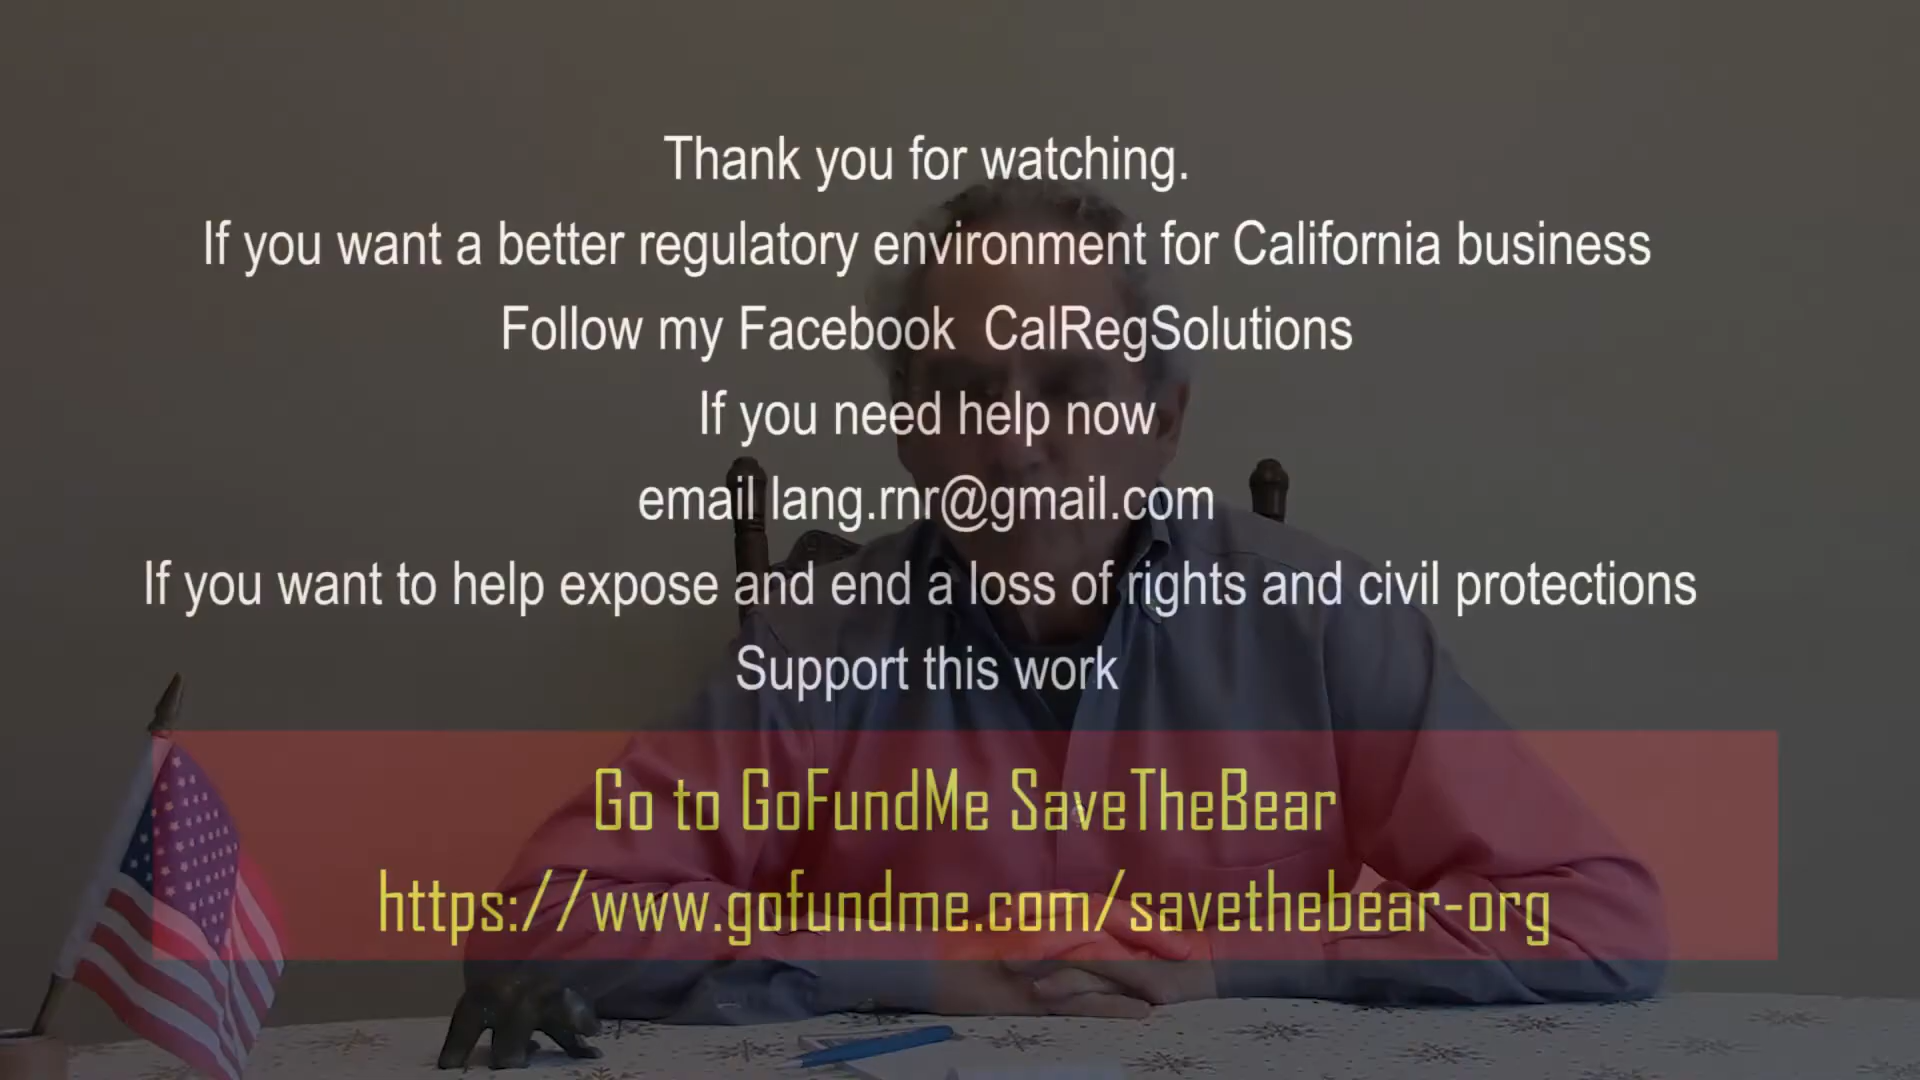 Thank you for watching.
If you want a better regulatory environment for California business
Follow my Facebook  CalRegSolutions
If you need help now
email lang.rnr@gmail.com
If you want to help expose and end a loss of rights and civil protections
Support this work
Go to GoFundMe SaveTheBear
https://www.gofundme.com/savethebear-org